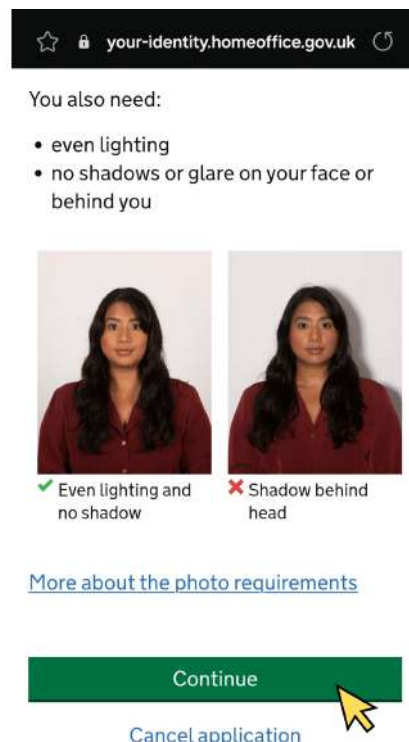 your-identity.homeoffice.gov.uk
You also need:
• even lighting
• no shadows or glare on your face or
behind you
Even lighting and
no shadow
Shadow behind
head
More about the photo requirements
Continue
Cancel application